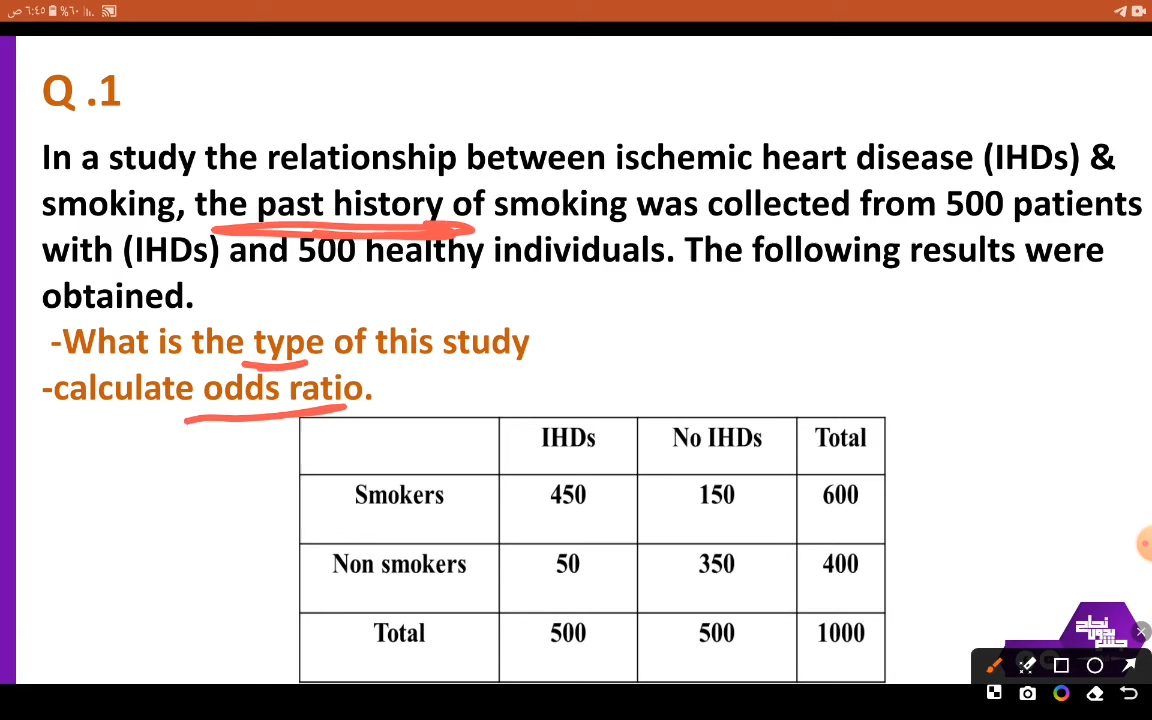 ٦:٤٥ ص %٦٠
Q .1
In a study the relationship between ischemic heart disease (IHDs) &
smoking, the past history of smoking was collected from 500 patients
with (IHDs) and 500 healthy individuals. The following results were
obtained.
-What is the type of this study
-calculate odds ratio.
IHDs No IHDs Total
Smokers 450 150 600
Non smokers 50 350 400
Total 500 500 1000